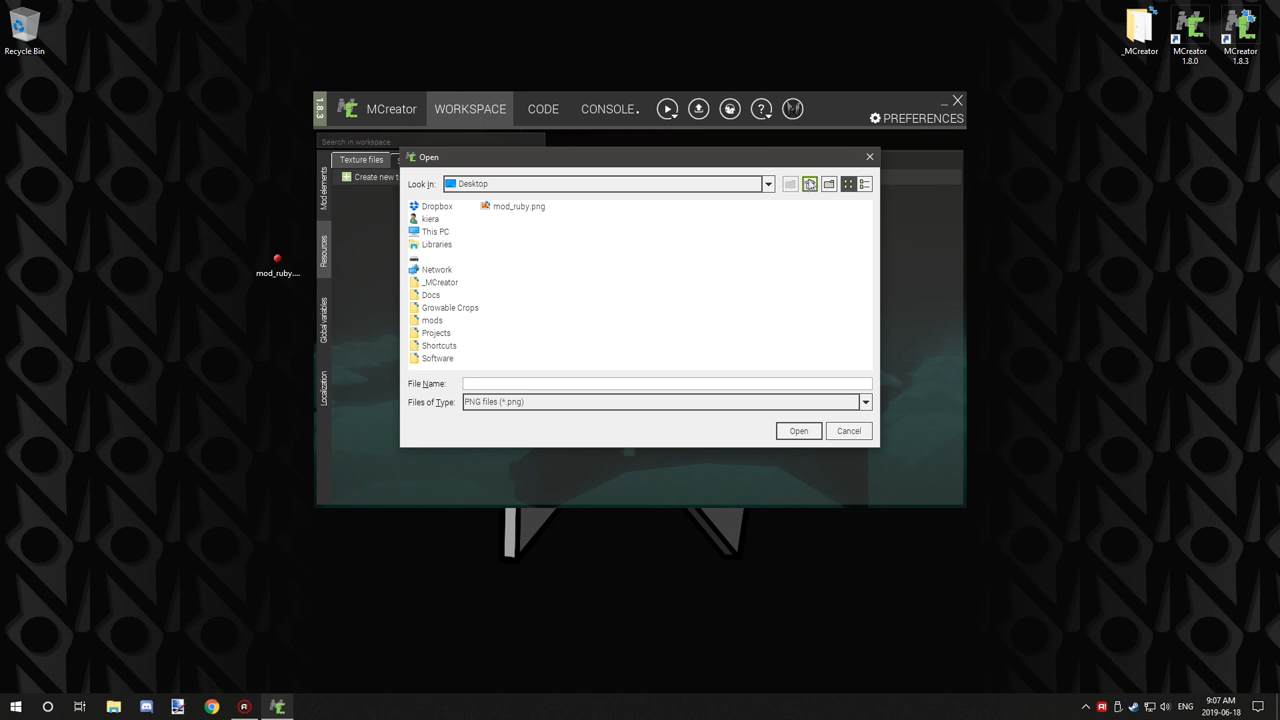 Recycle Bin
_MCreator
MCreator
1.8.0
MCreator
1.8.3
1.8.3
MCreator
WORKSPACE
CODE
CONSOLE.
PREFERENCES
Search in workspace
Texture files
Create new t
Mod elements
Resources
Global variables
Localization
mod_ruby....
Open
Look In:
Desktop
Dropbox
mod_ruby.png
kiera
This PC
Libraries
Network
_MCreator
Docs
Growable Crops
mods
Projects
Shortcuts
Software
File Name:
Files of Type:
PNG files (*.png)
Open
Cancel
ENG
9:07 AM
2019-06-18